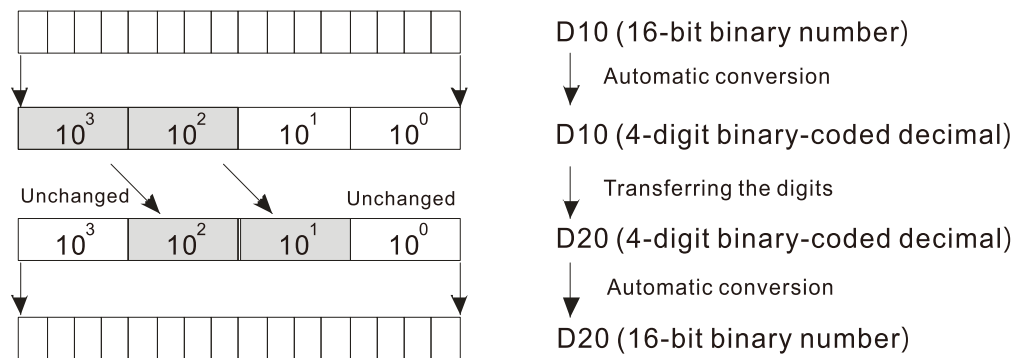 D10 (16-bit binary number)
Automatic conversion
10³ 10² 10¹ 10⁰
D10 (4-digit binary-coded decimal)
Transferring the digits
Unchanged Unchanged
10³ 10² 10¹ 10⁰
D20 (4-digit binary-coded decimal)
Automatic conversion
D20 (16-bit binary number)